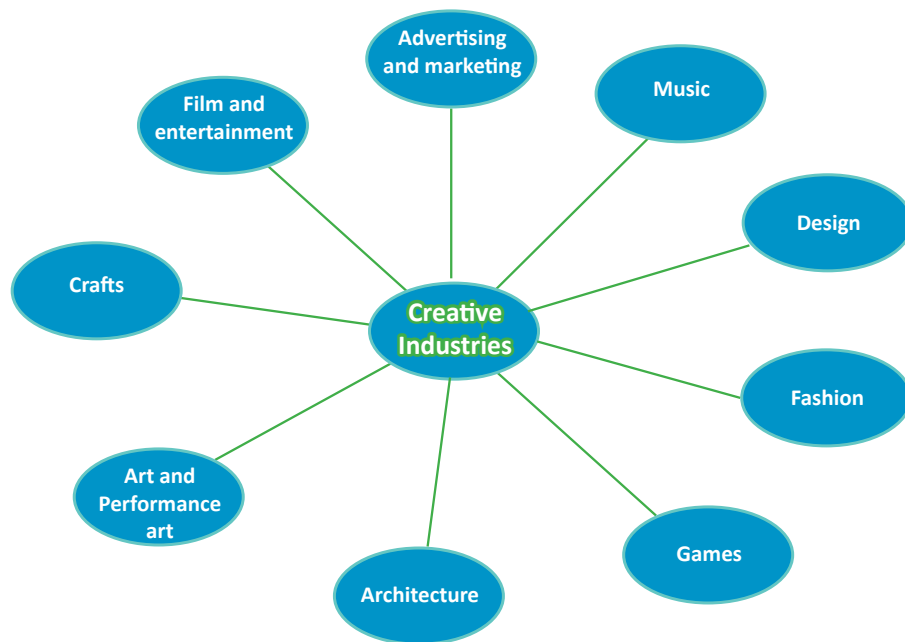 Advertising
and marketing
Music
Film and
entertainment
Design
Crafts
Creative
Industries
Fashion
Art and
Performance
art
Games
Architecture